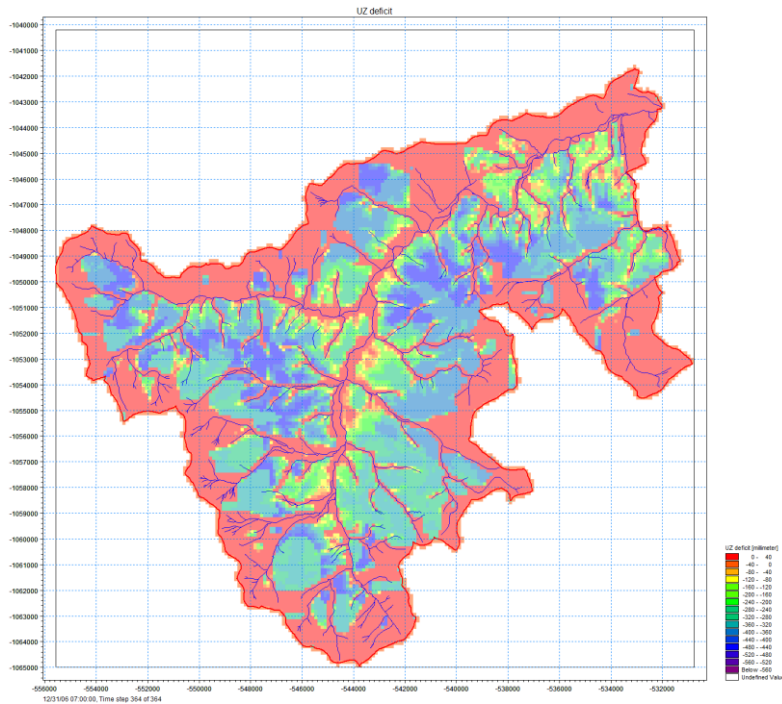 UZ deficit
-1040000
-1041000
-1042000
-1043000
-1044000
-1045000
-1046000
-1047000
-1048000
-1049000
-1050000
-1051000
-1052000
-1053000
-1054000
-1055000
-1056000
-1057000
-1058000
-1059000
-1060000
-1061000
-1062000
-1063000
-1064000
-1065000
-556000 -554000 -552000 -550000 -548000 -546000 -544000 -542000 -540000 -538000 -536000 -534000 -532000
12/31/06 07:00:00, Time step 364 of 364
UZ deficit [millimeter]
0 - 40
-40 - 0
-80 - -40
-120 - -80
-160 - -120
-200 - -160
-240 - -200
-280 - -240
-320 - -280
-360 - -320
-400 - -360
-440 - -400
-480 - -440
-520 - -480
-560 - -520
Below -560
Undefined Value